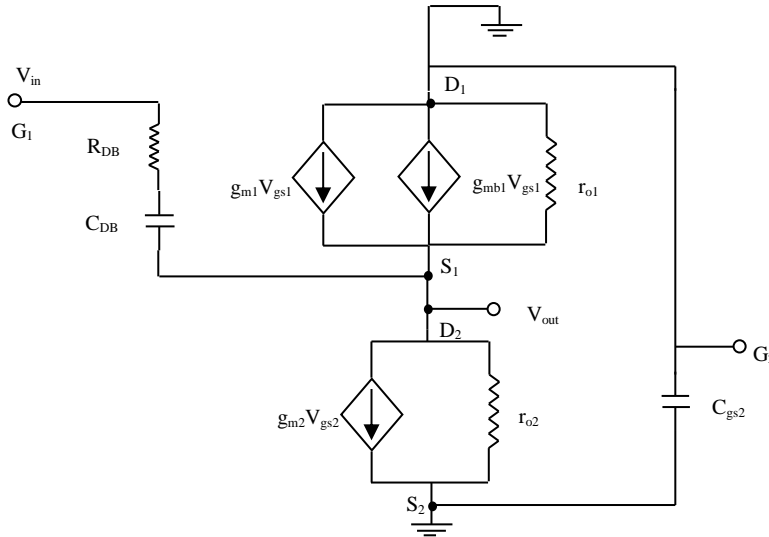 V_in
G_1
D_1
R_DB
C_DB
g_m1V_gs1
g_mb1V_gs1
r_o1
S_1
V_out
D_2
G
g_m2V_gs2
r_o2
C_gs2
S_2